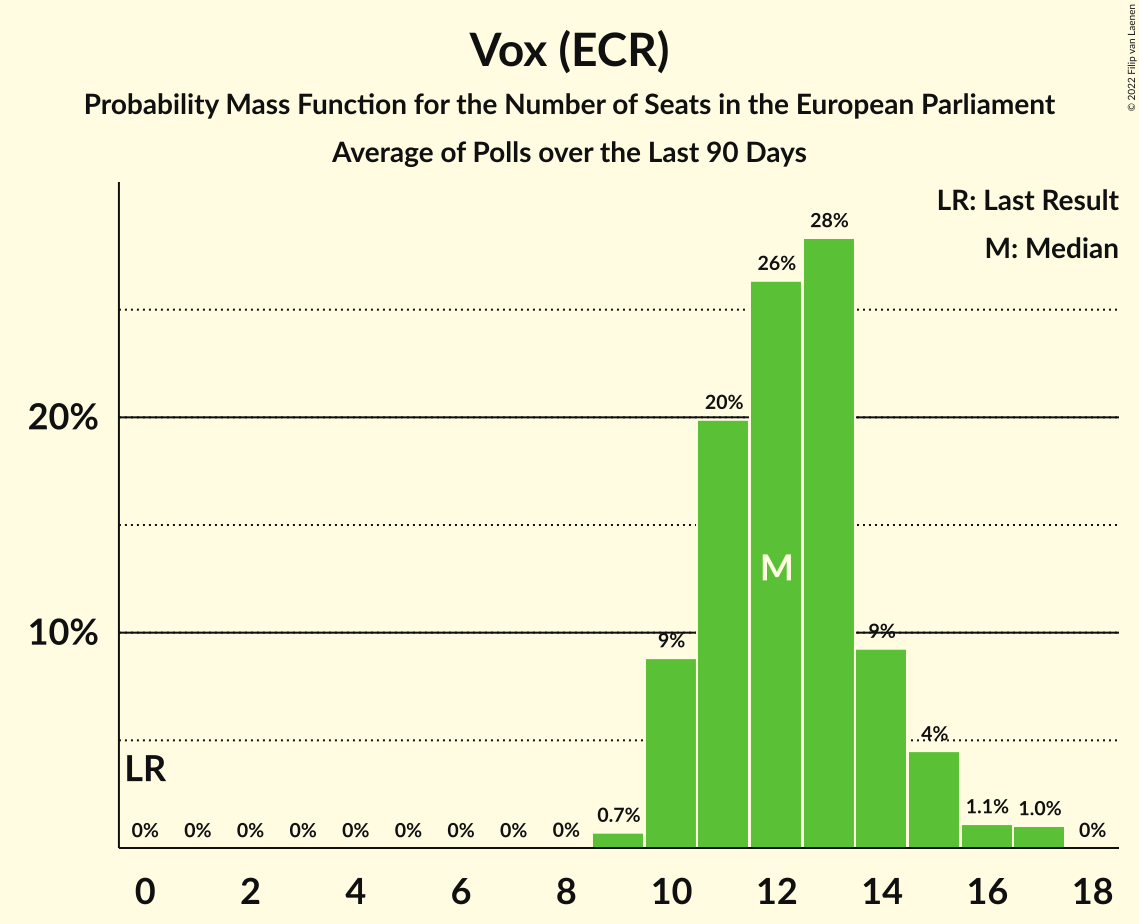 Vox (ECR)
Probability Mass Function for the Number of Seats in the European Parliament
Average of Polls over the Last 90 Days
© 2022 Filip van Laenen
LR: Last Result
M: Median
28%
26%
20%
20%
M
10%
9%
9%
4%
LR
0% 0% 0% 0% 0% 0% 0% 0% 0% 0.7% 1.1% 1.0% 0%
0 2 4 6 8 10 12 14 16 18